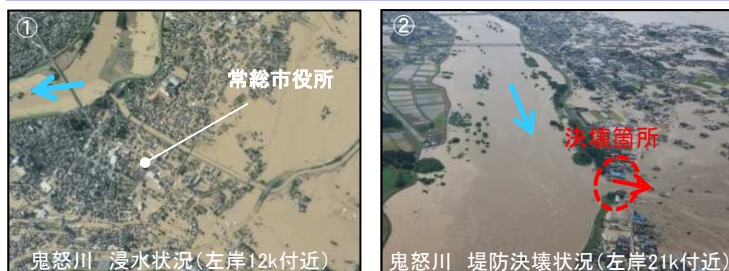 ①
常総市役所
鬼怒川 浸水状況(左岸12k付近)
②
決壊箇所
鬼怒川 堤防決壊状況(左岸21k付近)